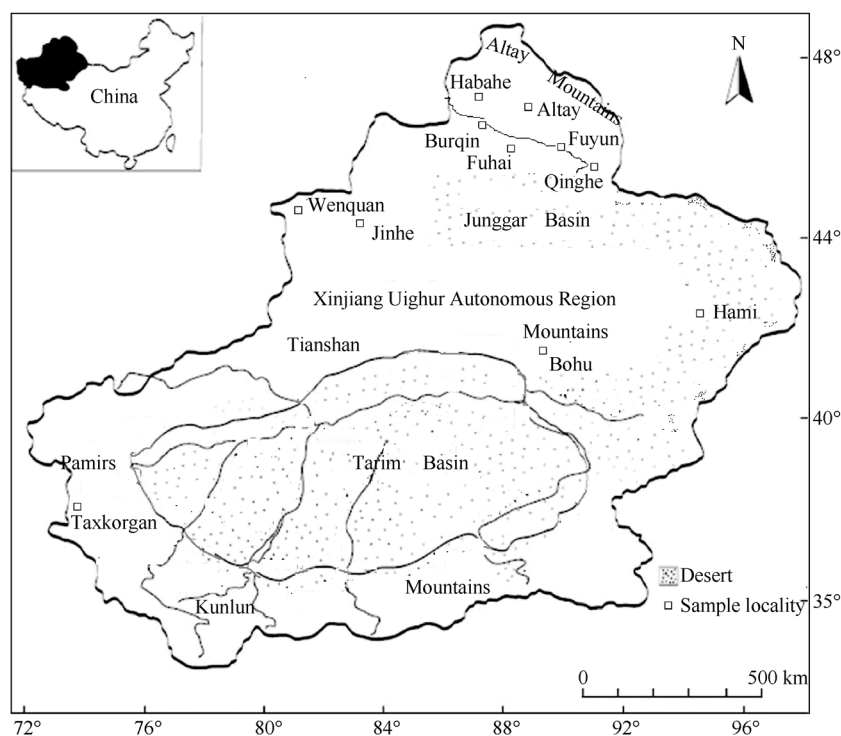 China
Altay
Mountains
N
48°
Habahe
Altay
Burqin
Fuyun
Fuhai
Qinghe
Wenquan
Junggar Basin
Jinhe
44°
Xinjiang Uighur Autonomous Region
Hami
Mountains
Tianshan
Bohu
40°
Pamirs
Tarim Basin
Taxkorgan
Desert
Mountains
Kunlun
Sample locality
35°
0 500 km
72° 76° 80° 84° 88° 92° 96°